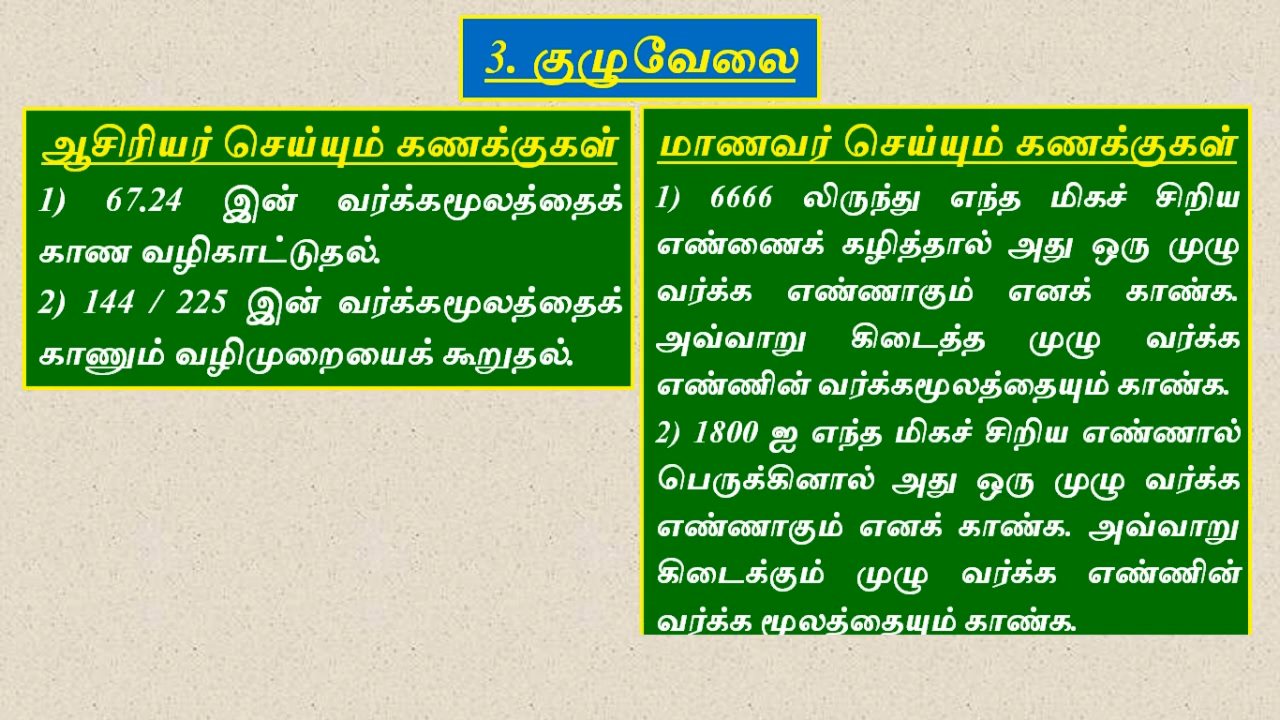 3. குழுவேலை
ஆசிரியர் செய்யும் கணக்குகள்
1) 67.24 இன் வர்க்கமூலத்தைக்
காண வழிகாட்டுதல்.
2) 144 / 225 இன் வர்க்கமூலத்தைக்
காணும் வழிமுறையைக் கூறுதல்.
மாணவர் செய்யும் கணக்குகள்
1) 6666 லிருந்து எந்த மிகச் சிறிய
எண்ணைக் கழித்தால் அது ஒரு முழு
வர்க்க எண்ணாகும் எனக் காண்க.
அவ்வாறு கிடைத்த முழு வர்க்க
எண்ணின் வர்க்கமூலத்தையும் காண்க.
2) 1800 ஐ எந்த மிகச் சிறிய எண்ணால்
பெருக்கினால் அது ஒரு முழு வர்க்க
எண்ணாகும் எனக் காண்க. அவ்வாறு
கிடைக்கும் முழு வர்க்க எண்ணின்
வர்க்க மூலத்தையும் காண்க.